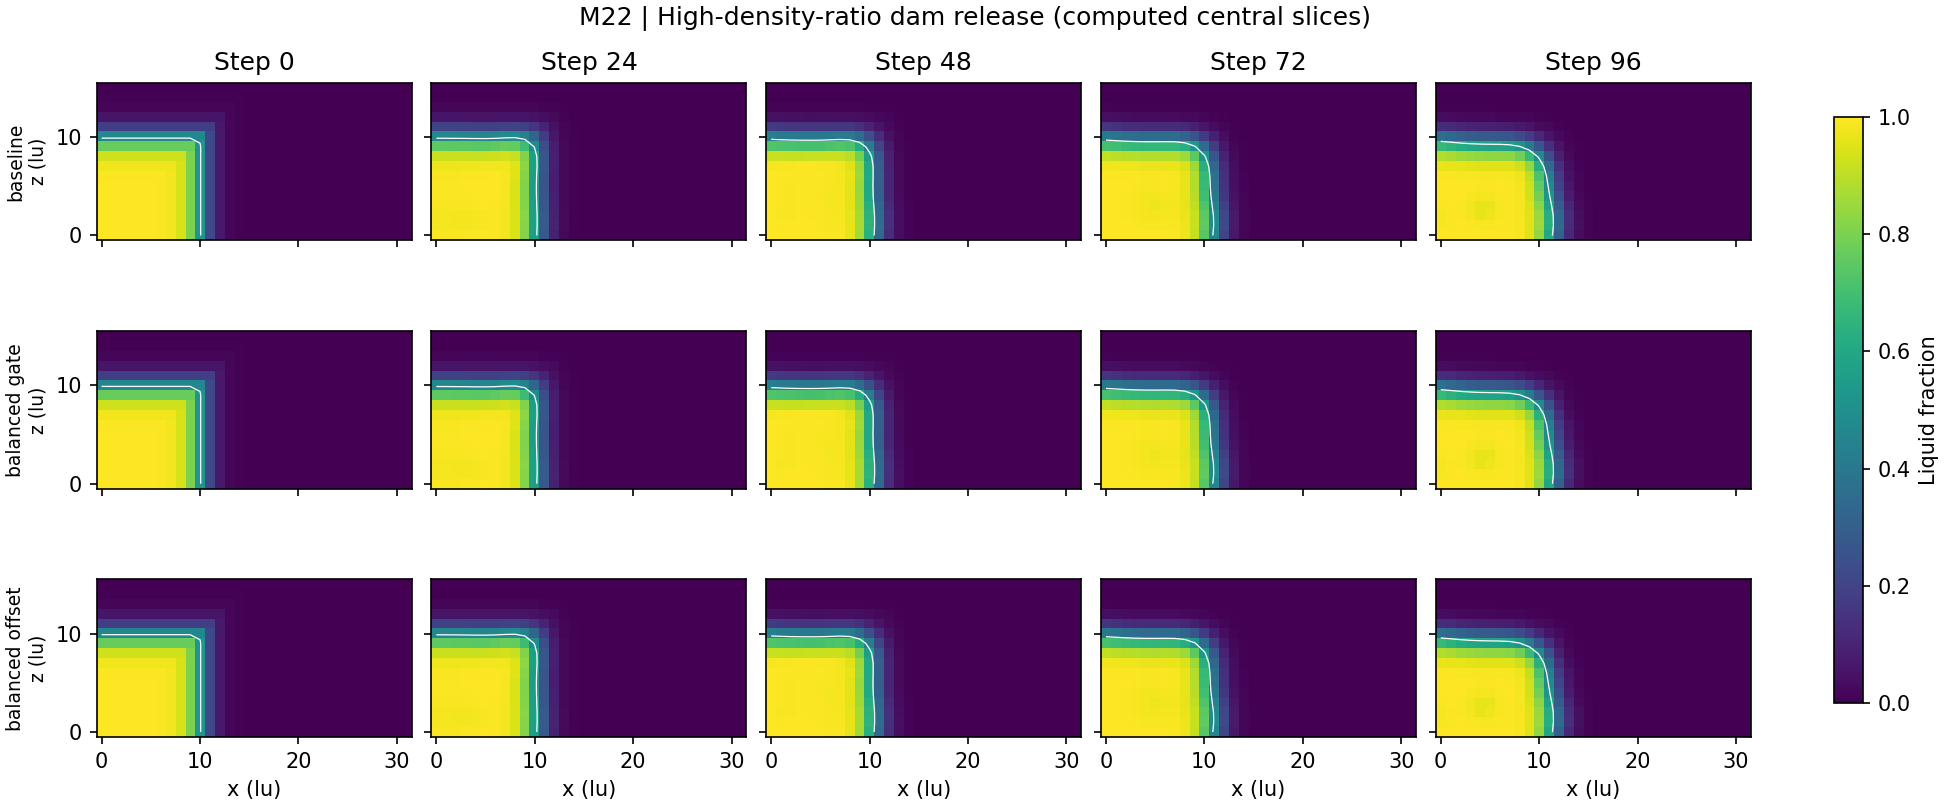 M22 | High-density-ratio dam release (computed central slices)
Step 0
Step 24
Step 48
Step 72
Step 96
baseline
z (lu)
10
0
balanced gate
z (lu)
10
0
0
10
20
30
0
10
20
30
0
10
20
30
0
10
20
30
0
10
20
30
balanced offset
z (lu)
10
0
x (lu)
x (lu)
x (lu)
x (lu)
x (lu)
1.0
0.8
0.6
0.4
0.2
0.0
Liquid fraction